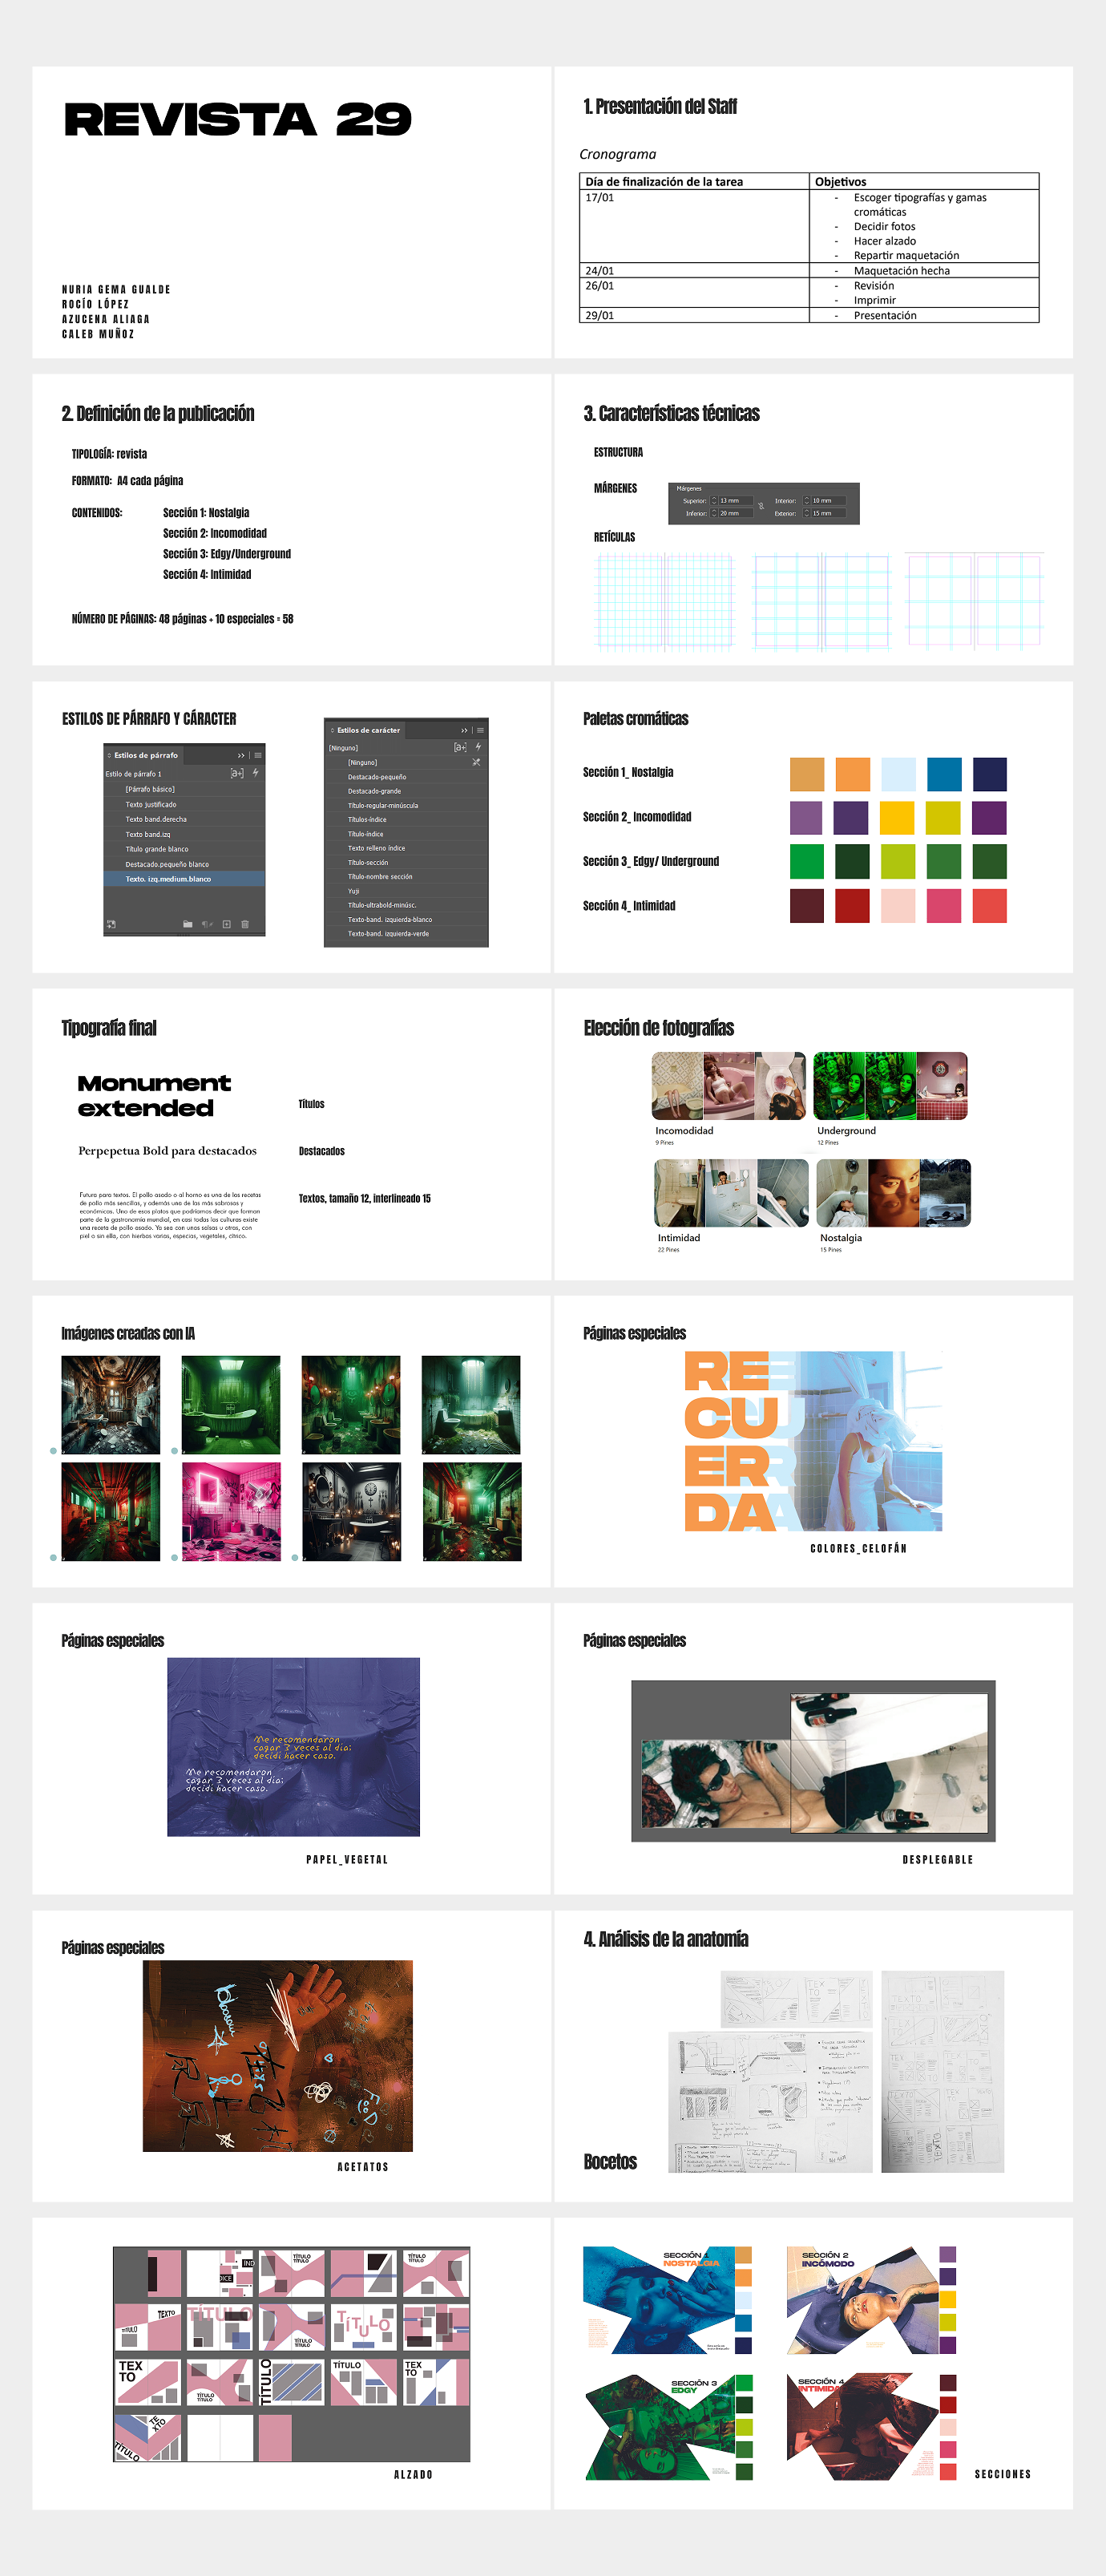 REVISTA 29
NURIA GEMA GUALDE
ROCÍO LÓPEZ
AZUCENA ALIAGA
CALEB MUÑOZ
1. Presentación del Staff
Cronograma
Día de finalización de la tarea
Objetivos
17/01
- Escoger tipografías y gamas
cromáticas
- Decidir fotos
- Hacer alzado
- Repartir maquetación
24/01
- Maquetación hecha
26/01
- Revisión
- Imprimir
29/01
- Presentación
2. Definición de la publicación
TIPOLOGÍA: revista
FORMATO: A4 cada página
CONTENIDOS:
Sección 1: Nostalgia
Sección 2: Incomodidad
Sección 3: Edgy/Underground
Sección 4: Intimidad
NÚMERO DE PÁGINAS: 48 páginas + 10 especiales = 58
3. Características técnicas
ESTRUCTURA
MÁRGENES
Márgenes
Superior: 13 mm
Interior: 10 mm
Inferior: 20 mm
Exterior: 15 mm
RETÍCULAS
ESTILOS DE PÁRRAFO Y CÁRACTER
Estilos de párrafo
Estilo de párrafo 1
[Párrafo básico]
Texto justificado
Texto band.derecha
Texto band.izq
Título grande blanco
Destacado.pequeño blanco
Texto. izq.medium.blanco
Estilos de carácter
[Ninguno]
[Ninguno]
Destacado-pequeño
Destacado-grande
Título-regular-minúscula
Títulos-índice
Título-índice
Texto relleno índice
Título-sección
Título-nombre sección
Yuji
Título-ultrabold-minúsc.
Texto-band. izquierda-blanco
Texto-band. izquierda-verde
Paletas cromáticas
Sección 1_ Nostalgia
Sección 2_ Incomodidad
Sección 3_ Edgy/ Underground
Sección 4_ Intimidad
Tipografía final
Monument
extended
Títulos
Perpepetua Bold para destacados
Destacados
Futura para textos. El pollo asado o al horno es una de las recetas
de pollo más sencillas, y además una de las más sabrosas y
económicas. Uno de esos platos que podríamos decir que forman
parte de la gastronomía mundial, en casi todas las culturas existe
una receta de pollo asado. Ya sea con unas salsas u otras, con
piel o sin ella, con hierbas varias, especias, vegetales, cítrico.
Textos, tamaño 12, interlineado 15
Elección de fotografías
Incomodidad
9 Pines
Underground
12 Pines
Intimidad
22 Pines
Nostalgia
15 Pines
Imágenes creadas con IA
Páginas especiales
RE
CU
ER
DA
COLORES_CELOFÁN
Páginas especiales
Me recomendaron
cagar 3 veces al día;
decidí hacer caso.
Me recomendaron
cagar 3 veces al día;
decidí hacer caso.
PAPEL_VEGETAL
Páginas especiales
DESPLEGABLE
Páginas especiales
ACETATOS
4. Análisis de la anatomía
Bocetos
IND
ICE
TÍTULO
TÍTULO
TÍTULO
TÍTULO
TEXTO
TÍTULO
TÍTULO
TÍTULO
TÍTULO
TÍTULO
TEX
TO
TÍTULO
TÍTULO
TÍTULO
TÍTULO
TEX
TO
TE
XTO
TÍTULO
ALZADO
SECCIÓN 1
NOSTALGIA
SECCIÓN 2
INCÓMODO
SECCIÓN 3
EDGY
SECCIÓN 4
INTIMIDAD
SECCIONES